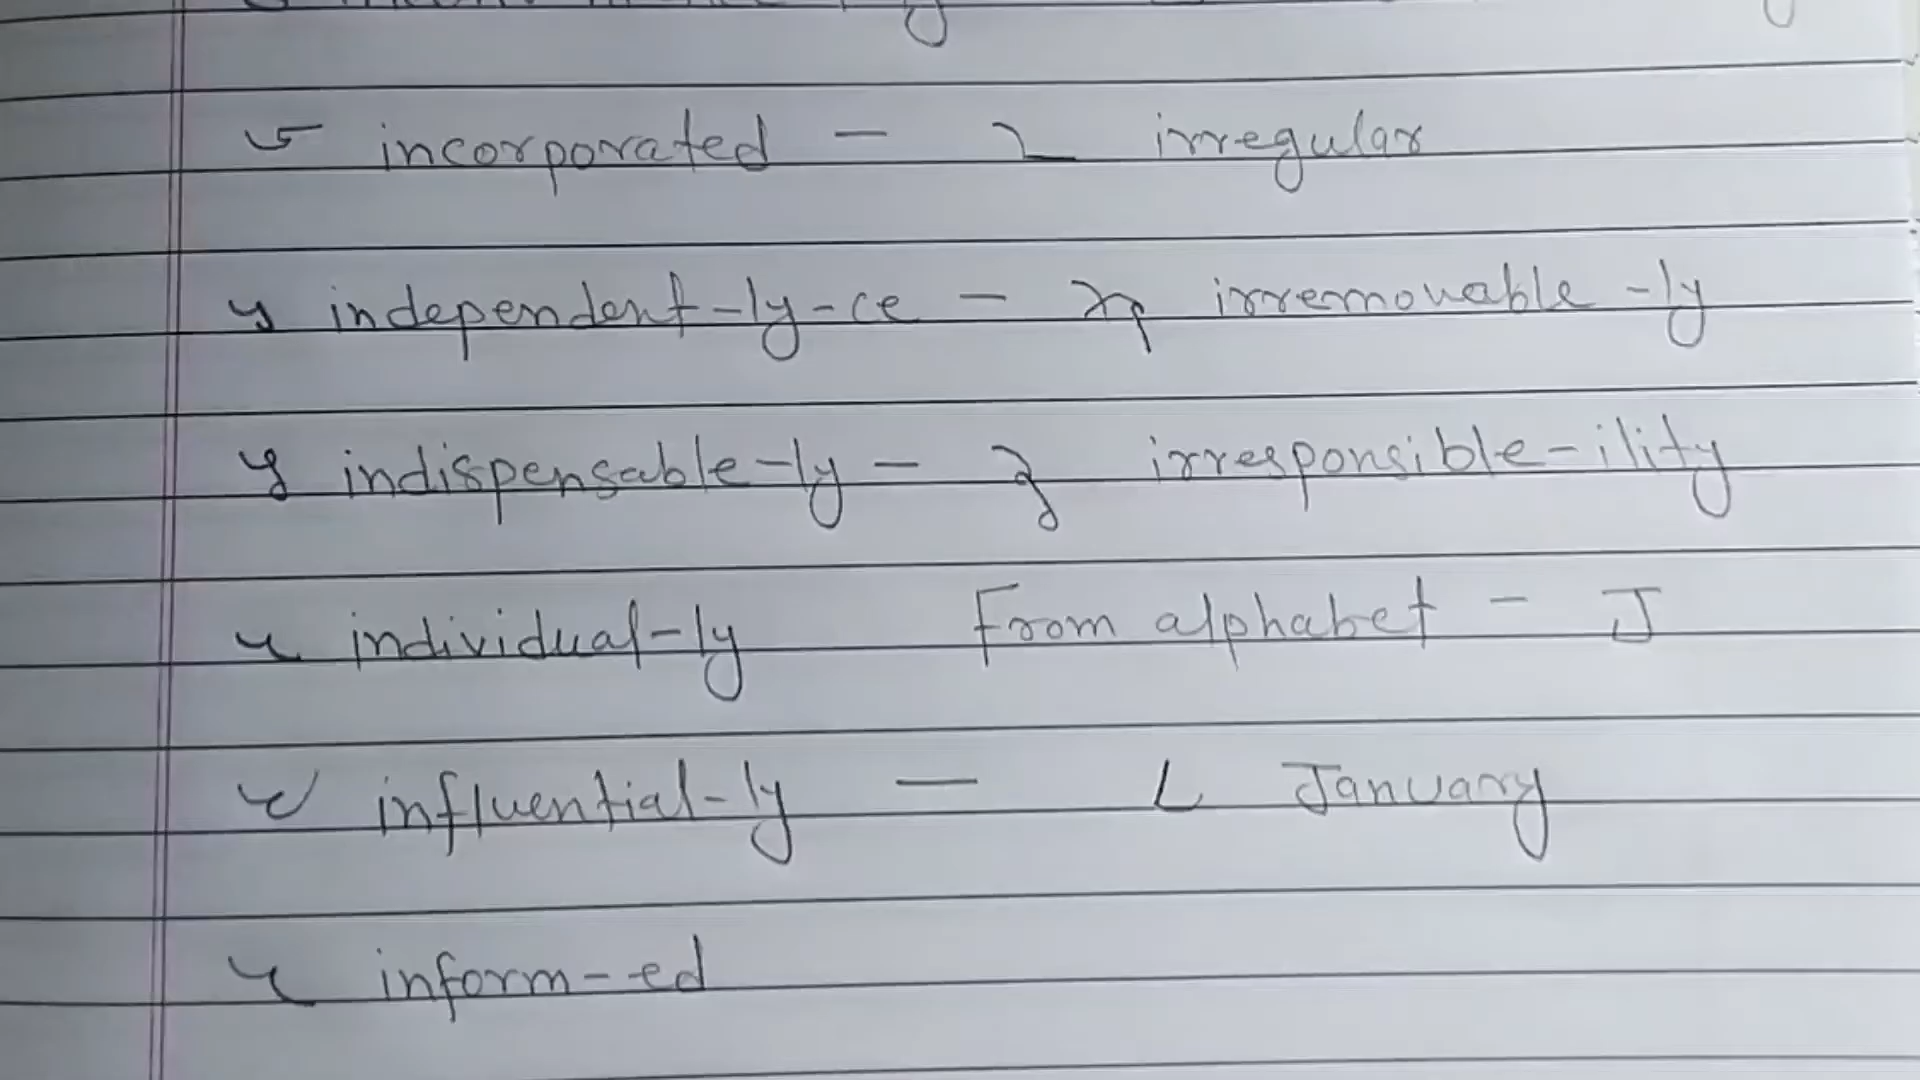 incorporated - irregular
independent-ly-ce - irremovable -ly
indispensable-ly - irresponsible-ility
individual-ly From alphabet - J
influential-ly - January
inform-ed